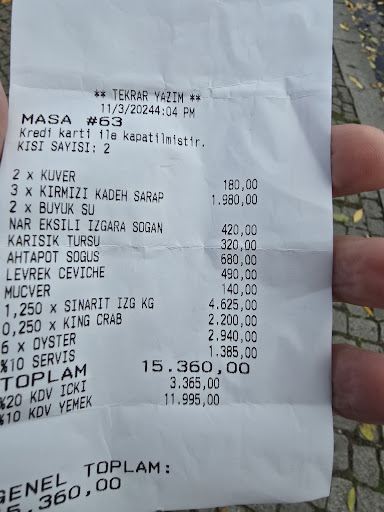 ** TEKRAR YAZIM **
11/3/20244:04 PM
MASA #63
Kredi karti ile kapatilmistir.
KISI SAYISI: 2
2 x KUVER 180,00
3 x KIRMIZI KADEH SARAP 1.980,00
2 x BUYUK SU
NAR EKSILI IZGARA SOGAN 420,00
KARISIK TURSU 320,00
AHTAPOT SOGUS 680,00
LEVREK CEVICHE 490,00
MUCVER 140,00
1,250 x SINARIT IZG KG 4.625,00
0,250 x KING CRAB 2.200,00
6 x OYSTER 2.940,00
%10 SERVIS 1.385,00
TOPLAM 15.360,00
%20 KDV ICKI 3.365,00
%10 KDV YEMEK 11.995,00
GENEL TOPLAM:
15.360,00